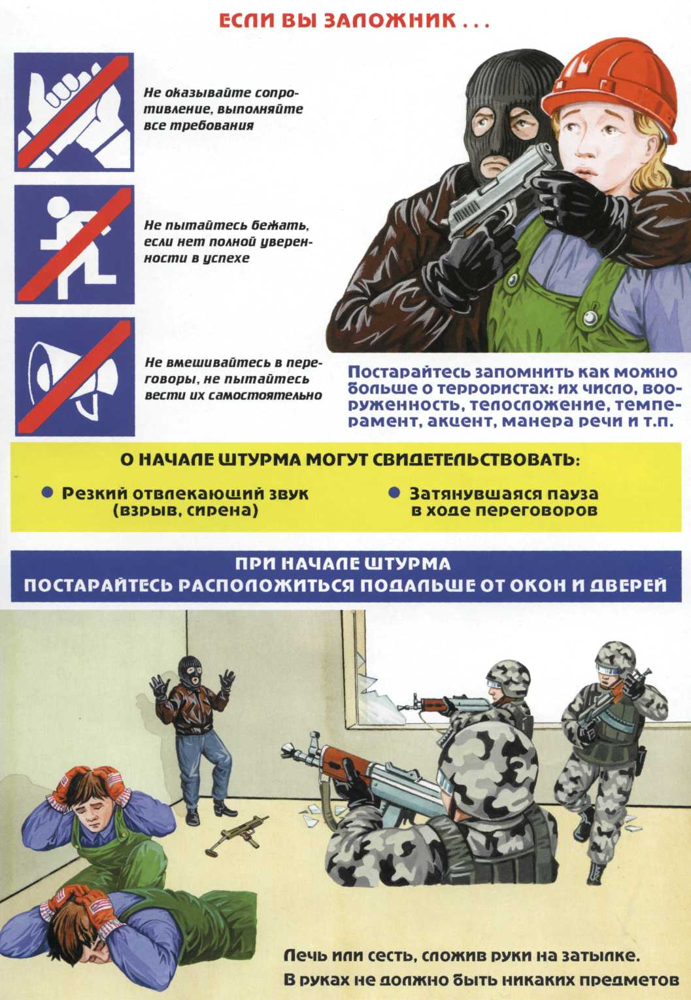 ЕСЛИ ВЫ ЗАЛОЖНИК . . .
Не оказывайте сопро-
тивление, выполняйте
все требования
Не пытайтесь бежать,
если нет полной уверен-
ности в успехе
Не вмешивайтесь в пере-
говоры, не пытайтесь
вести их самостоятельно
Постарайтесь запомнить как можно
больше о террористах: их число, воо-
руженность, телосложение, темпе-
рамент, акцент, манера речи и т.п.
О НАЧАЛЕ ШТУРМА МОГУТ СВИДЕТЕЛЬСТВОВАТЬ:
● Резкий отвлекающий звук
(взрыв, сирена)
● Затянувшаяся пауза
в ходе переговоров
ПРИ НАЧАЛЕ ШТУРМА
ПОСТАРАЙТЕСЬ РАСПОЛОЖИТЬСЯ ПОДАЛЬШЕ ОТ ОКОН И ДВЕРЕЙ
Лечь или сесть, сложив руки на затылке.
В руках не должно быть никаких предметов